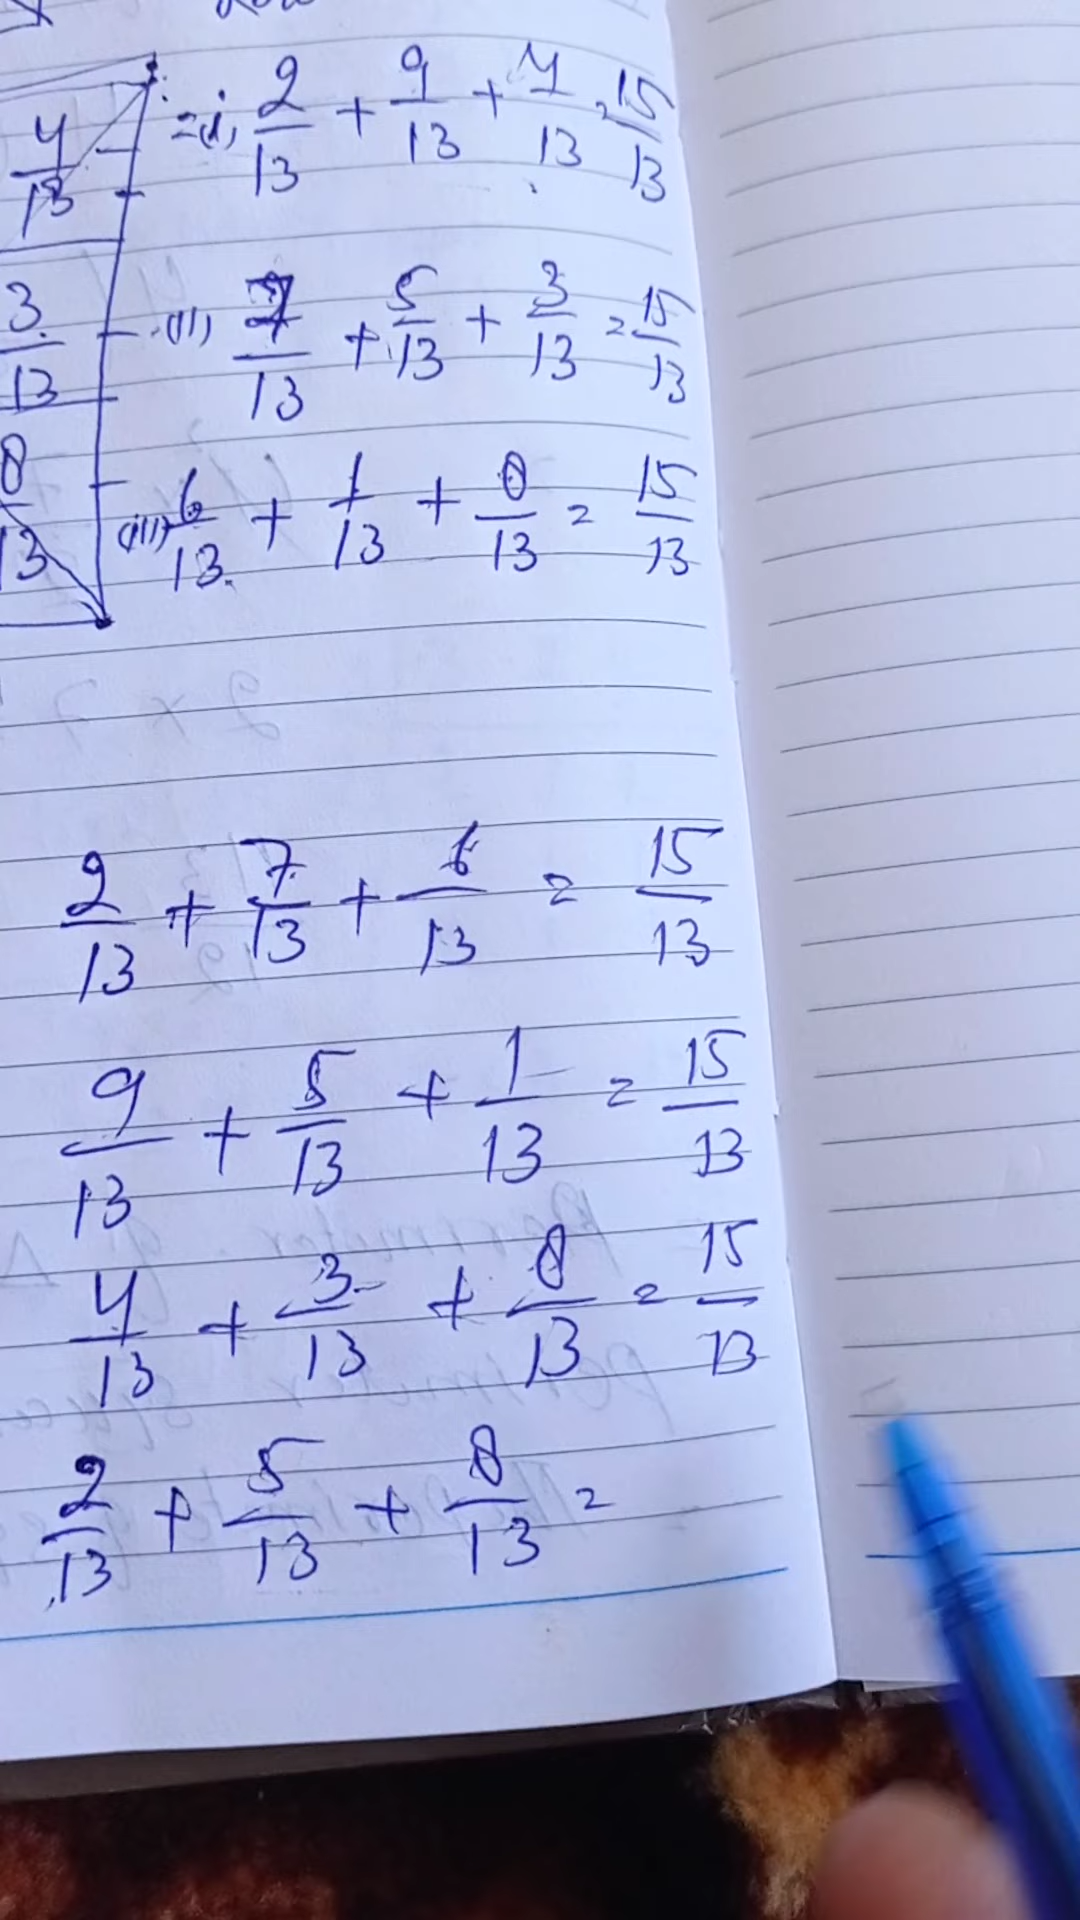 4/13 =(i) 2/13 + 9/13 + 4/13 = 15/13
3/13 (II) 7/13 + 5/13 + 3/13 = 15/13
8/13 (III) 6/13 + 1/13 + 8/13 = 15/13
2/13 + 7/13 + 6/13 = 15/13
9/13 + 5/13 + 1/13 = 15/13
4/13 + 3/13 + 8/13 = 15/13
2/13 + 5/13 + 8/13 =